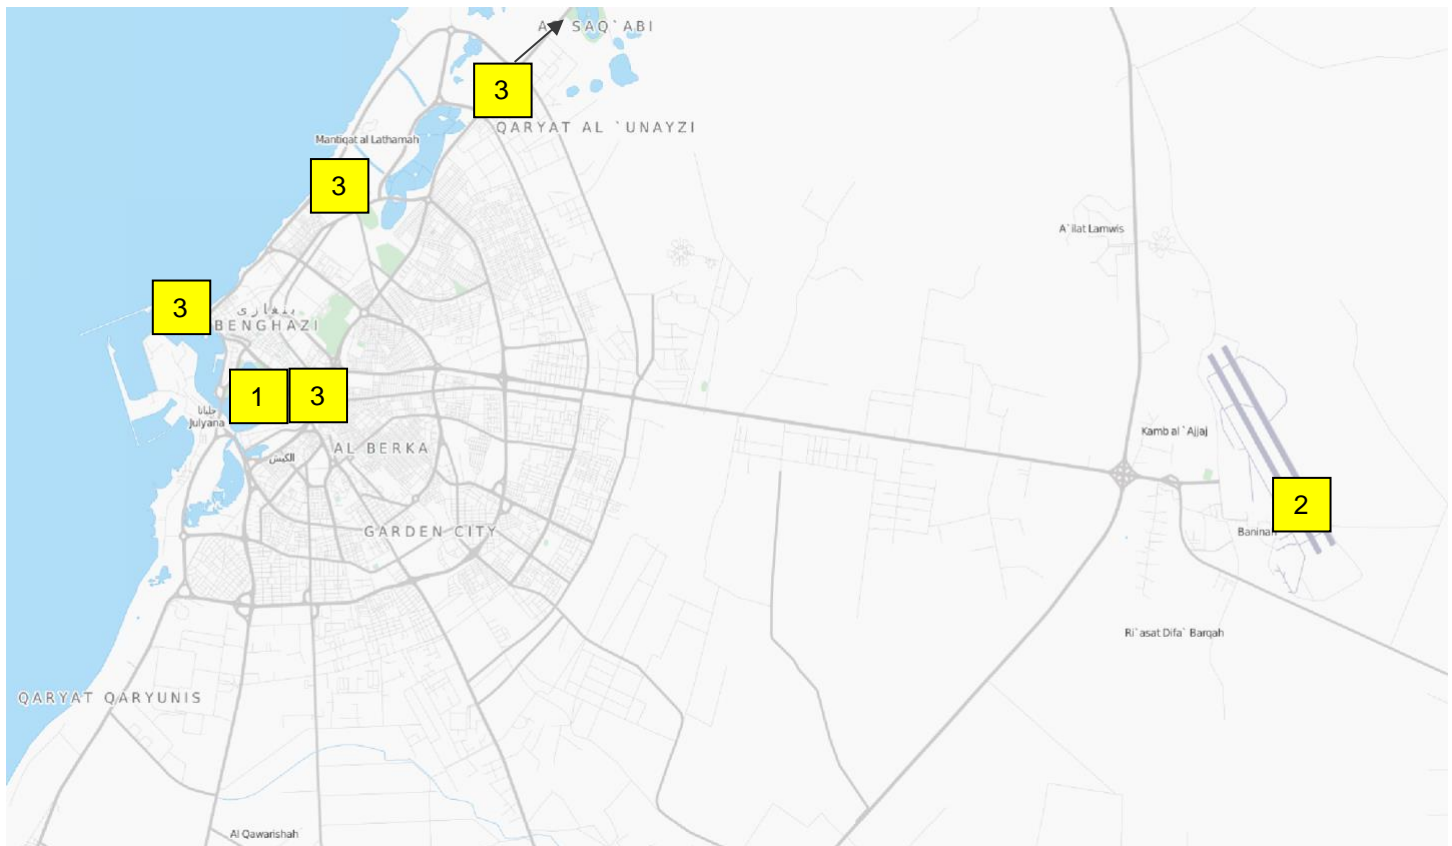 AL SAQ`ABI
3
QARYAT AL `UNAYZI
Mantiqat al Lathamah
3
A`ilat Lamwis
3
بنغازي
BENGHAZI
1
3
جليانا
Julyana
Kamb al `Ajjaj
AL BERKA
الكيش
2
GARDEN CITY
Baninah
Ri`asat Difa` Barqah
QARYAT QARYUNIS
Al Qawarishah